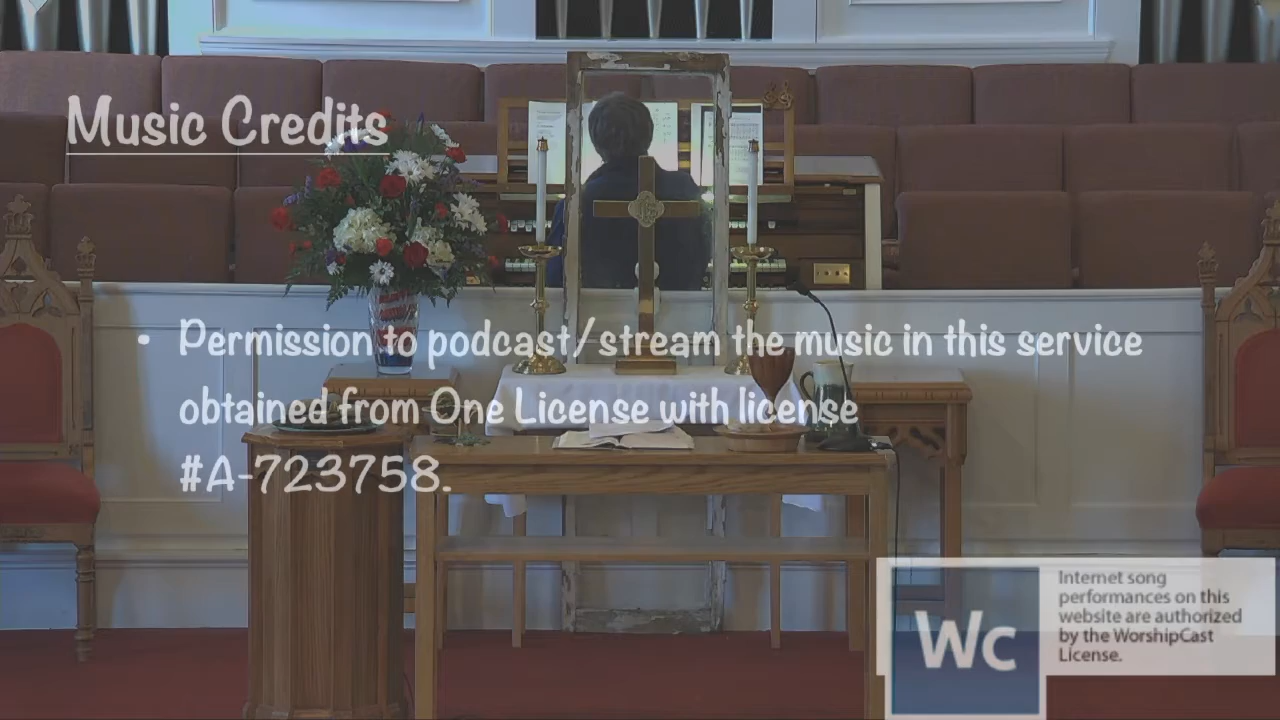 Music Credits
• Permission to podcast/stream the music in this service
obtained from One License with license
#A-723758.
Internet song
performances on this
website are authorized
by the WorshipCast
License.
Wc